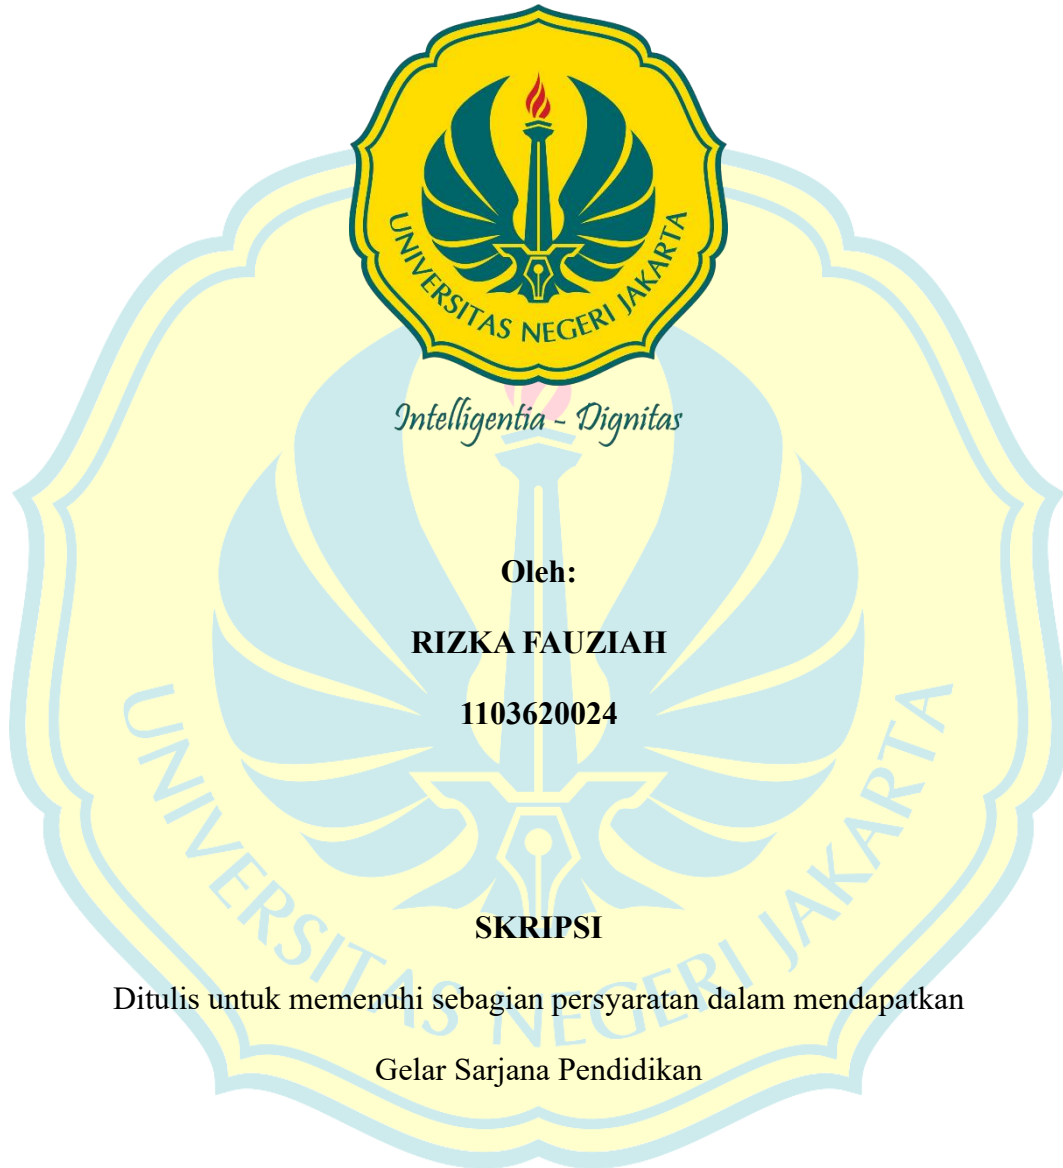 UNIVERSITAS NEGERI JAKARTA
Intelligentia - Dignitas
Oleh:
RIZKA FAUZIAH
1103620024
UNIVERSITAS NEGERI JAKARTA
SKRIPSI
Ditulis untuk memenuhi sebagian persyaratan dalam mendapatkan
Gelar Sarjana Pendidikan